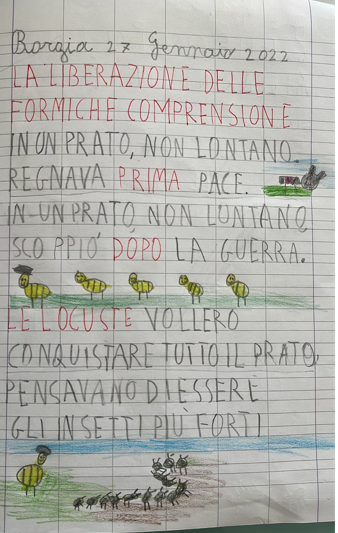 Borgia 27 Gennaio 2022
LA LIBERAZIONE DELLE
FORMICHE COMPRENSIONE
IN UN PRATO, NON LONTANO
REGNAVA PRIMA PACE.
IN UN PRATO NON LONTANO
SCOPPIÒ DOPO LA GUERRA.
LE LOCUSTE VOLLERO
CONQUISTARE TUTTO IL PRATO,
PENSAVANO DI ESSERE
GLI INSETTI PIÙ FORTI